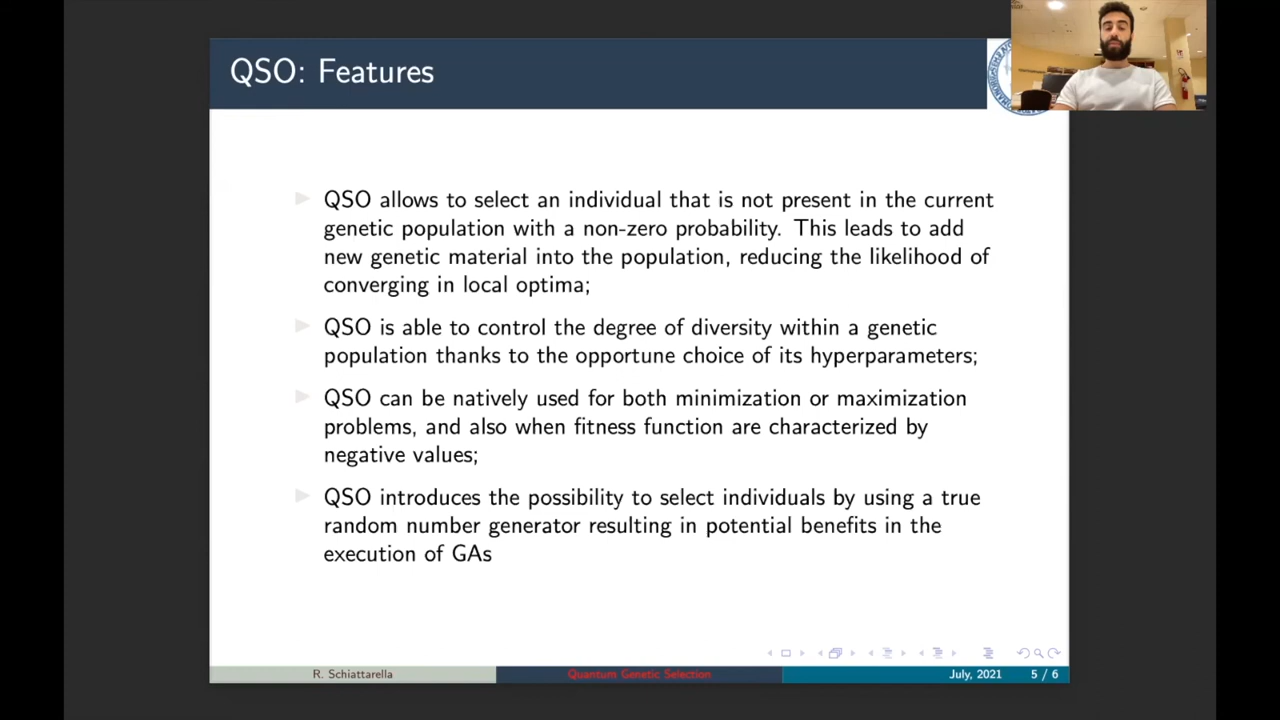 QSO: Features
QSO allows to select an individual that is not present in the current
genetic population with a non-zero probability. This leads to add
new genetic material into the population, reducing the likelihood of
converging in local optima;
QSO is able to control the degree of diversity within a genetic
population thanks to the opportune choice of its hyperparameters;
QSO can be natively used for both minimization or maximization
problems, and also when fitness function are characterized by
negative values;
QSO introduces the possibility to select individuals by using a true
random number generator resulting in potential benefits in the
execution of GAs
R. Schiattarella
Quantum Genetic Selection
July, 2021
5 / 6